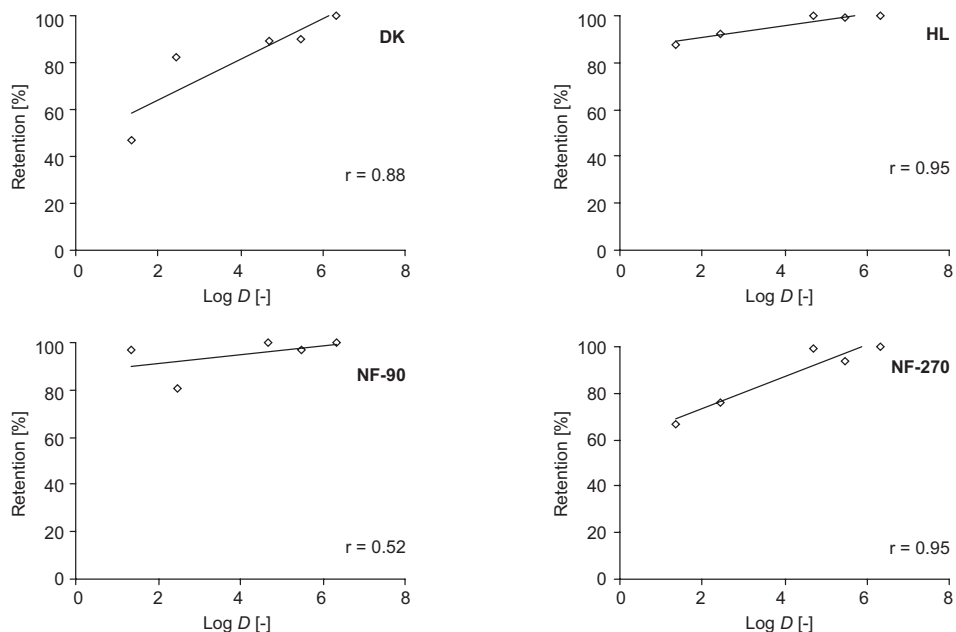 100
80
60
40
20
0
Retention [%]
DK
r = 0.88
0 2 4 6 8
Log D [-]
100
80
60
40
20
0
Retention [%]
HL
r = 0.95
0 2 4 6 8
Log D [-]
100
80
60
40
20
0
Retention [%]
NF-90
r = 0.52
0 2 4 6 8
Log D [-]
100
80
60
40
20
0
Retention [%]
NF-270
r = 0.95
0 2 4 6 8
Log D [-]